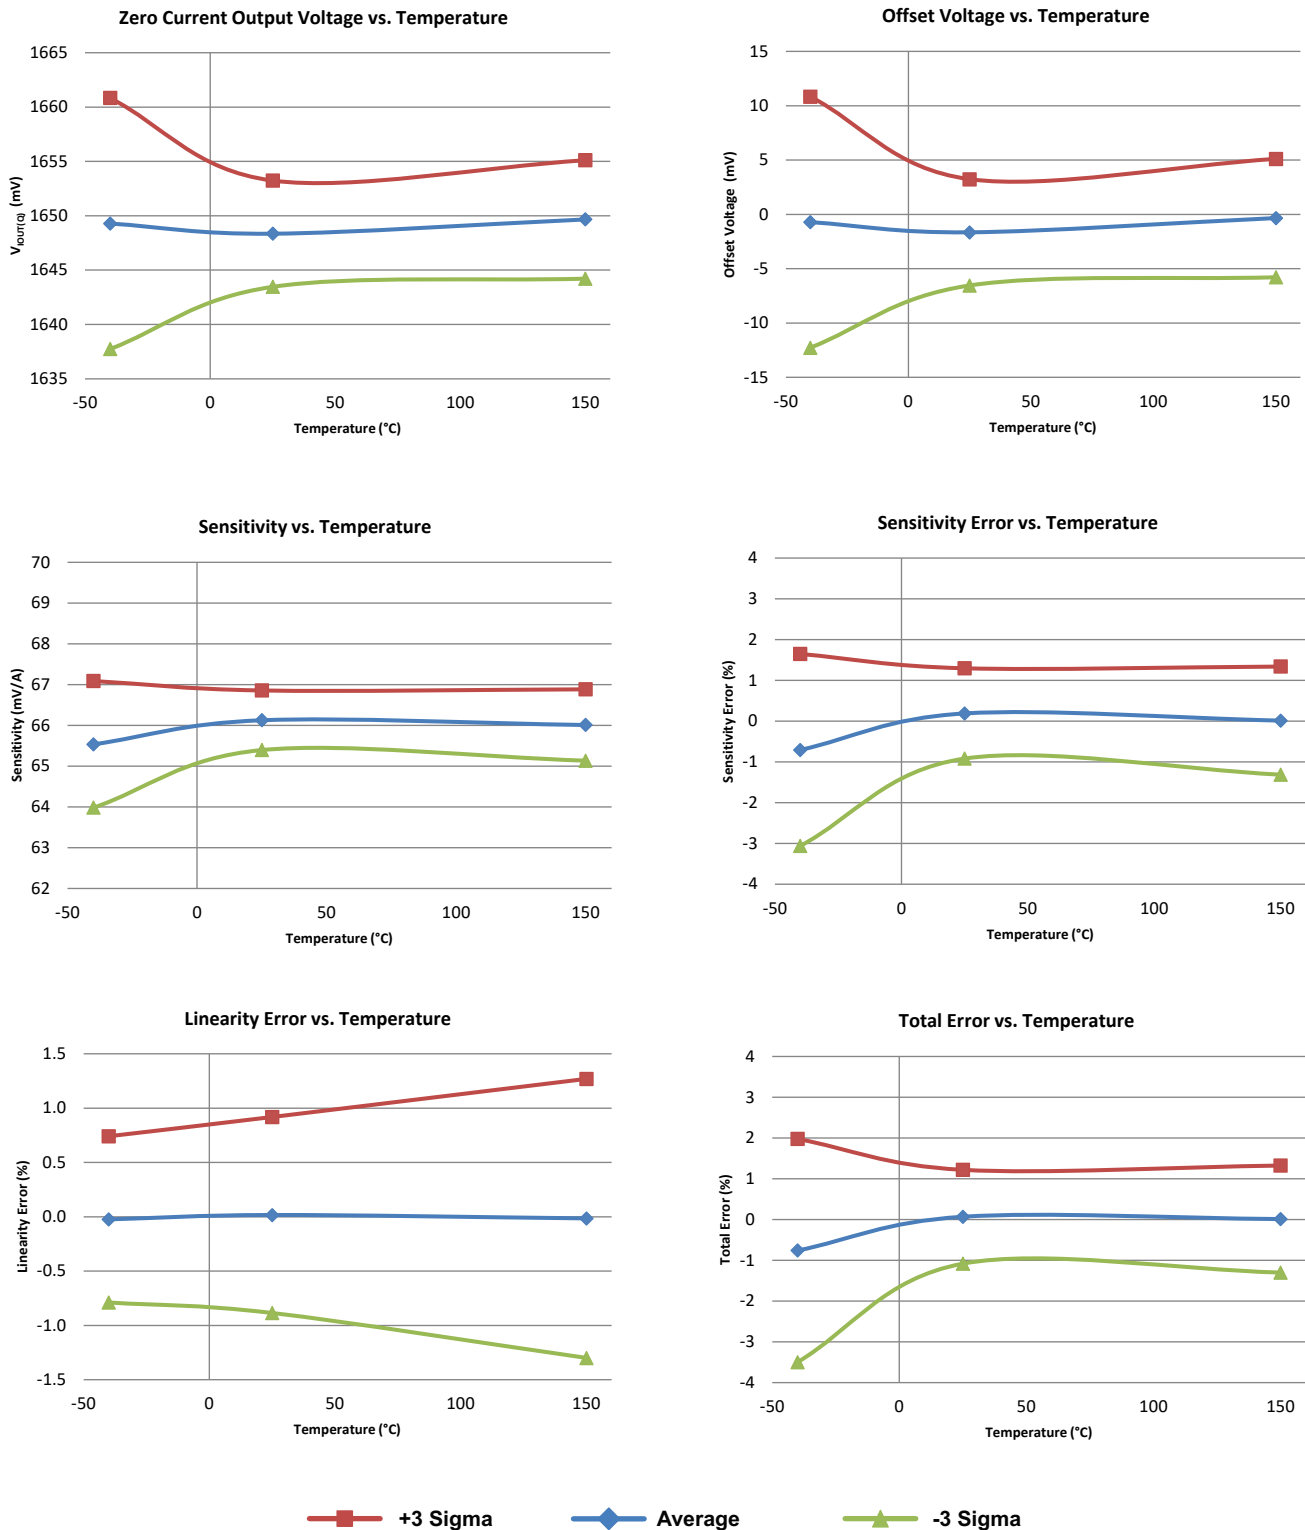 Zero Current Output Voltage vs. Temperature
1665
1660
1655
1650
1645
1640
1635
-50 0 50 100 150
VIOUT(Q) (mV)
Temperature (°C)
Offset Voltage vs. Temperature
15
10
5
0
-5
-10
-15
-50 0 50 100 150
Offset Voltage (mV)
Temperature (°C)
Sensitivity vs. Temperature
70
69
68
67
66
65
64
63
62
-50 0 50 100 150
Sensitivity (mV/A)
Temperature (°C)
Sensitivity Error vs. Temperature
4
3
2
1
0
-1
-2
-3
-4
-50 0 50 100 150
Sensitivity Error (%)
Temperature (°C)
Linearity Error vs. Temperature
1.5
1.0
0.5
0.0
-0.5
-1.0
-1.5
-50 0 50 100 150
Linearity Error (%)
Temperature (°C)
Total Error vs. Temperature
4
3
2
1
0
-1
-2
-3
-4
-50 0 50 100 150
Total Error (%)
Temperature (°C)
+3 Sigma Average -3 Sigma